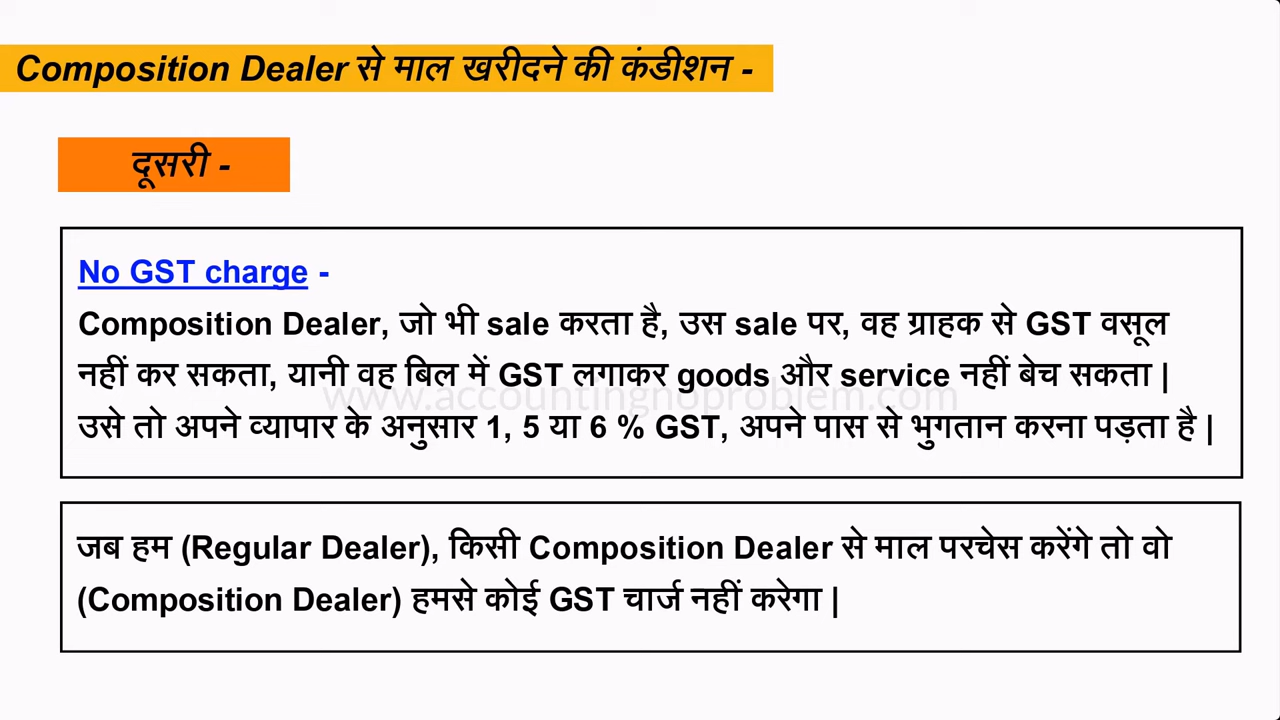 Composition Dealer से माल खरीदने की कंडीशन -
दूसरी -
No GST charge -
Composition Dealer, जो भी sale करता है, उस sale पर, वह ग्राहक से GST वसूल
नहीं कर सकता, यानी वह बिल में GST लगाकर goods और service नहीं बेच सकता |
www.accountingnoproblem.com
उसे तो अपने व्यापार के अनुसार 1, 5 या 6 % GST, अपने पास से भुगतान करना पड़ता है |
जब हम (Regular Dealer), किसी Composition Dealer से माल परचेस करेंगे तो वो
(Composition Dealer) हमसे कोई GST चार्ज नहीं करेगा |